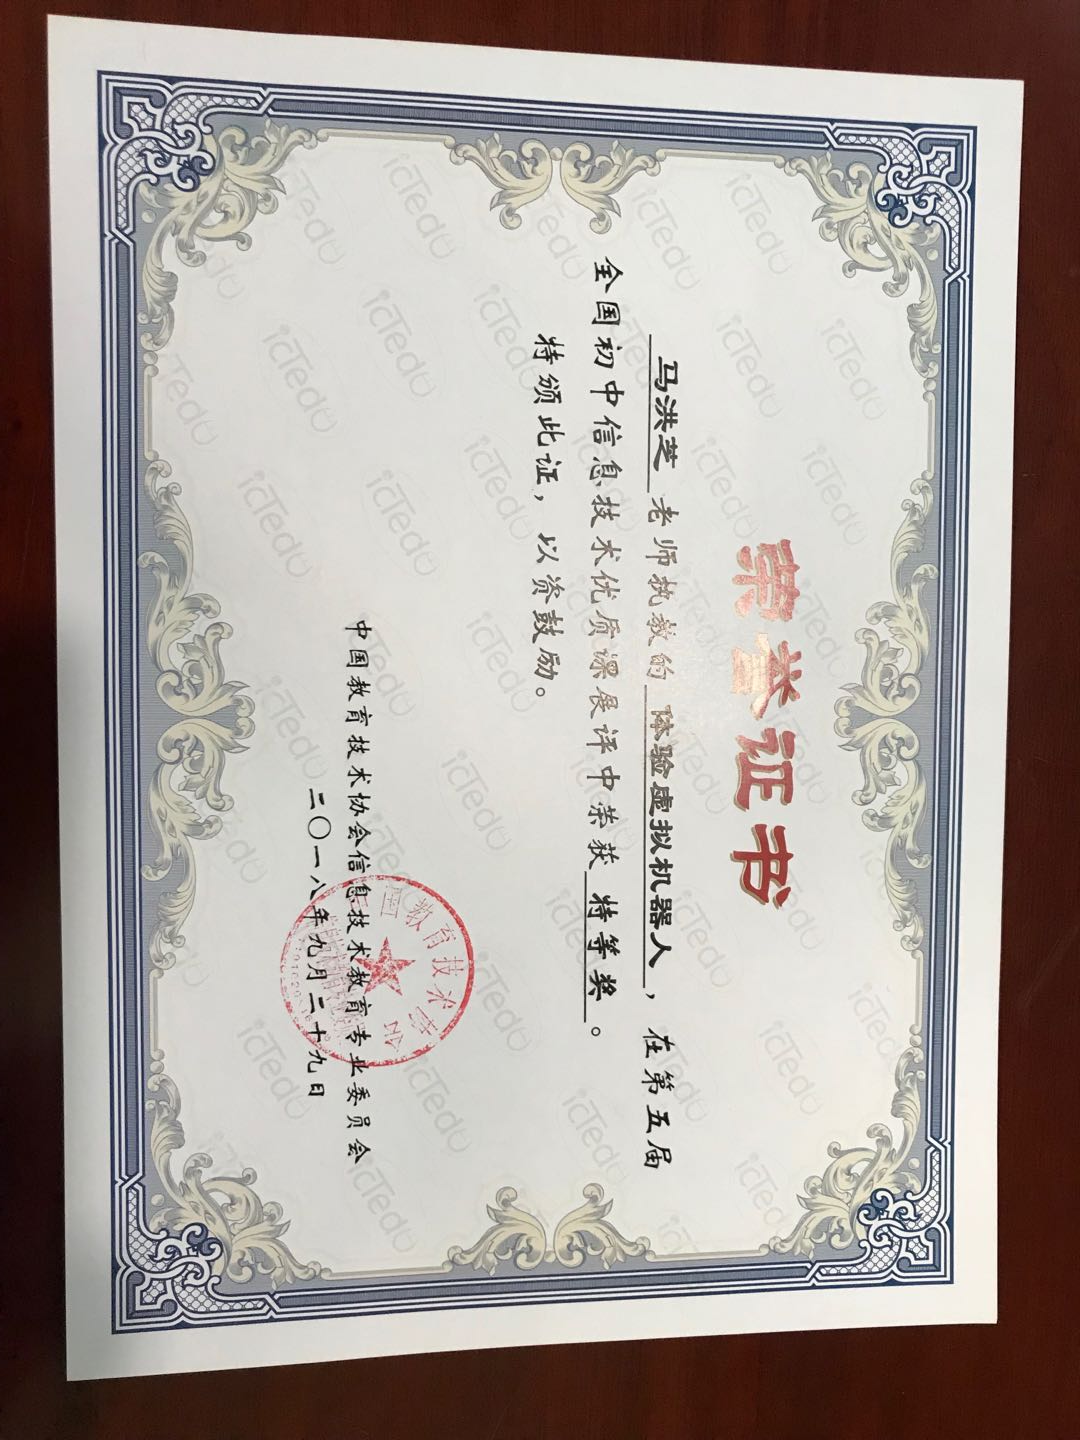 荣誉证书
马洪芝 老师执教的 体验虚拟机器人，在第五届
全国初中信息技术优质课展评中荣获 特等奖。
特颁此证，以资鼓励。
中国教育技术协会信息技术教育专业委员会
二〇一八年九月二十九日
ictedu